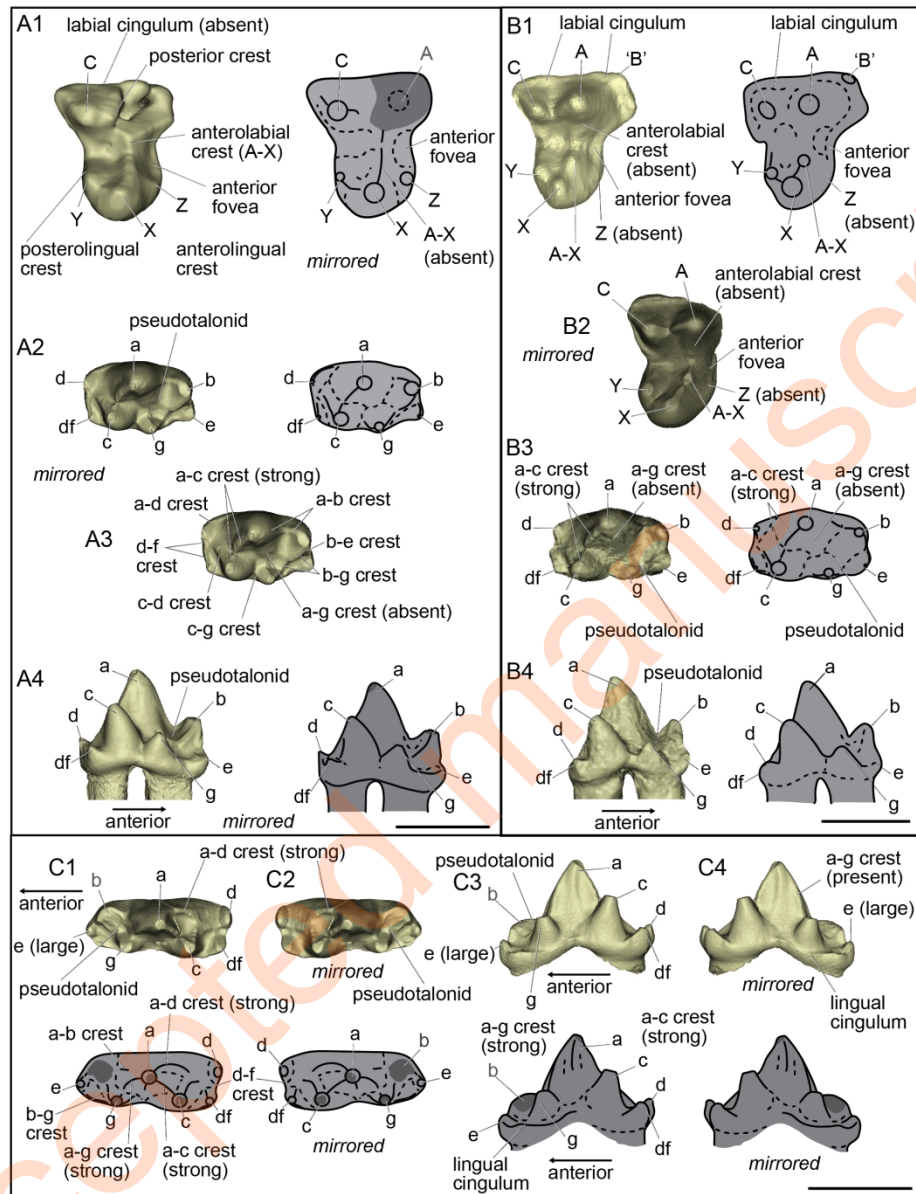 A1
labial cingulum (absent)
posterior crest
C
C
A
anterolabial
crest (A-X)
anterior
fovea
anterior
fovea
Y
X
Z
Y
X
Z
A-X
(absent)
posterolingual
crest
anterolingual
crest
mirrored
A2
pseudotalonid
a
a
d
b
d
b
df
c
g
e
df
c
g
e
mirrored
A3
a-c crest (strong)
a-d crest
a-b crest
d-f
crest
b-e crest
b-g crest
c-d crest
a-g crest (absent)
c-g crest
A4
a
pseudotalonid
a
c
b
c
b
d
d
df
e
df
e
g
g
anterior
mirrored
B1
labial cingulum
labial cingulum
A
‘B’
A
‘B’
C
C
anterolabial
crest
(absent)
anterior
fovea
Y
anterior fovea
Y
X
Z (absent)
X
Z
(absent)
A-X
A-X
B2
mirrored
C
A
anterolabial crest
(absent)
anterior
fovea
Y
Z (absent)
X
A-X
B3
a-c crest
(strong)
a
a-g crest
(absent)
a-c crest
(strong)
a
a-g crest
(absent)
d
b
d
b
df
e
df
e
c
g
c
g
pseudotalonid
pseudotalonid
B4
a
pseudotalonid
a
c
b
c
b
d
d
df
e
df
e
g
g
anterior
C1
a-d crest (strong)
C2
anterior
b
a
d
e (large)
g
c
df
pseudotalonid
mirrored
pseudotalonid
a-d crest (strong)
a-b crest
a
d
d
a
b
e
d-f
crest
e
b-g
crest
g
c
df
df
c
g
a-g crest
(strong)
a-c crest
(strong)
mirrored
C3
pseudotalonid
a
b
c
e (large)
d
df
g
anterior
C4
a-g crest
(present)
e (large)
mirrored
lingual
cingulum
a-g crest
(strong)
a
a-c crest
(strong)
b
c
d
e
df
g
lingual
cingulum
anterior
mirrored
accepted manuscr